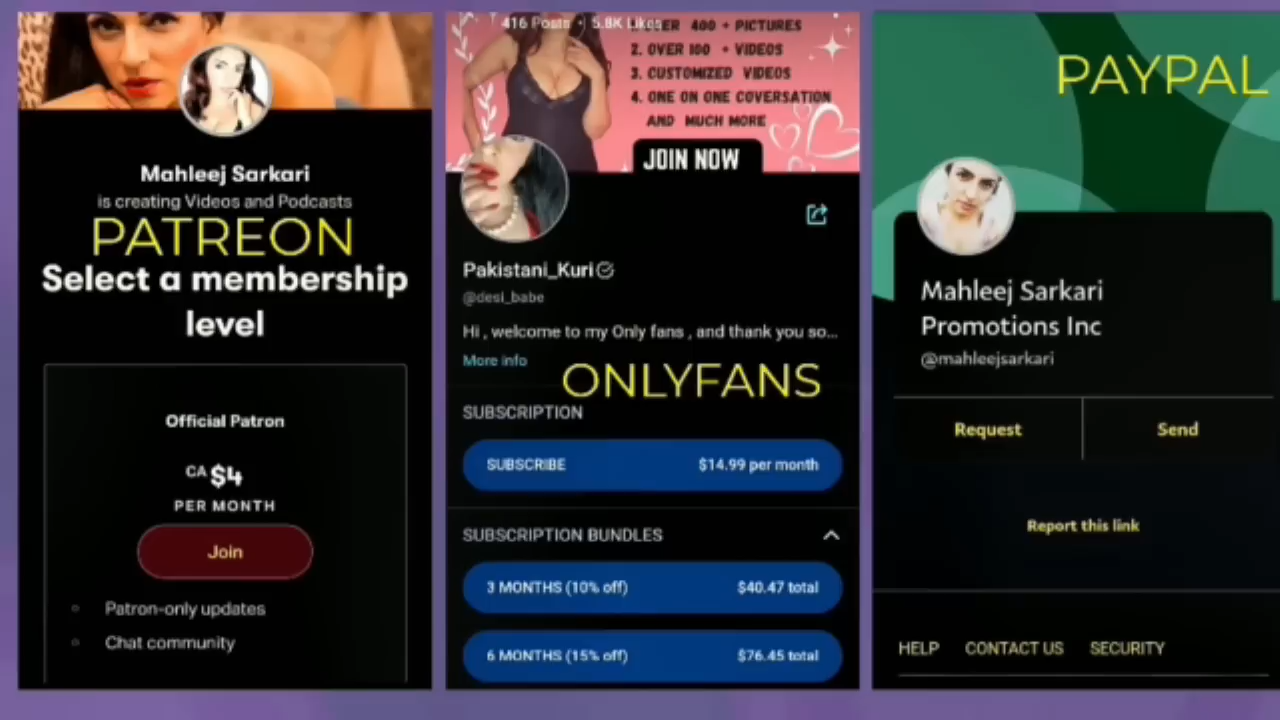 Mahleej Sarkari
is creating Videos and Podcasts
PATREON
Select a membership
level
Official Patron
CA $4
PER MONTH
Join
Patron-only updates
Chat community
416 Posts • 5.8K Likes
OVER 400 + PICTURES
2. OVER 100 + VIDEOS
3. CUSTOMIZED VIDEOS
4. ONE ON ONE COVERSATION
AND MUCH MORE
JOIN NOW
Pakistani_Kuri
@desi_babe
Hi , welcome to my Only fans , and thank you so...
More info
ONLYFANS
SUBSCRIPTION
SUBSCRIBE $14.99 per month
SUBSCRIPTION BUNDLES
3 MONTHS (10% off) $40.47 total
6 MONTHS (15% off) $76.45 total
PAYPAL
Mahleej Sarkari
Promotions Inc
@mahleejsarkari
Request Send
Report this link
HELP CONTACT US SECURITY